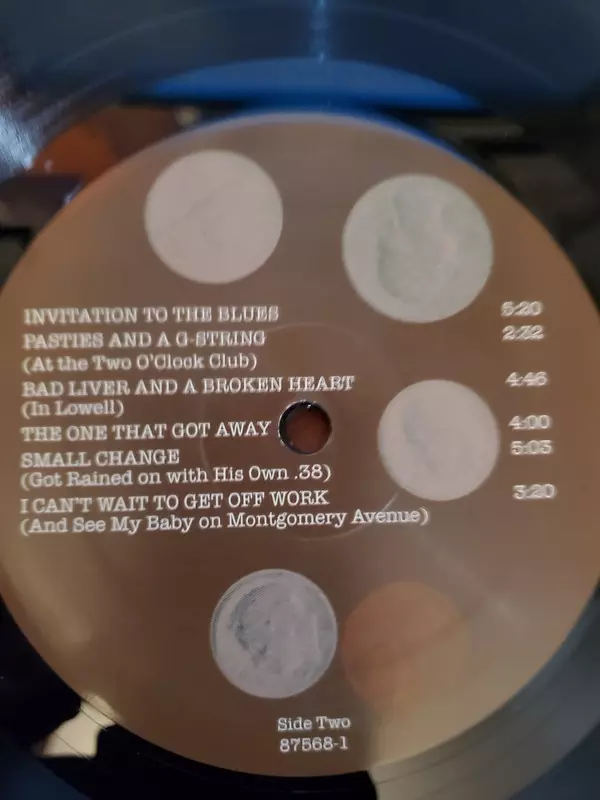 INVITATION TO THE BLUES 5:20
PASTIES AND A G-STRING 2:32
(At the Two O'Clock Club)
BAD LIVER AND A BROKEN HEART 4:46
(In Lowell)
THE ONE THAT GOT AWAY 4:00
SMALL CHANGE 5:03
(Got Rained on with His Own .38)
I CAN'T WAIT TO GET OFF WORK 3:20
(And See My Baby on Montgomery Avenue)
Side Two
87568-1